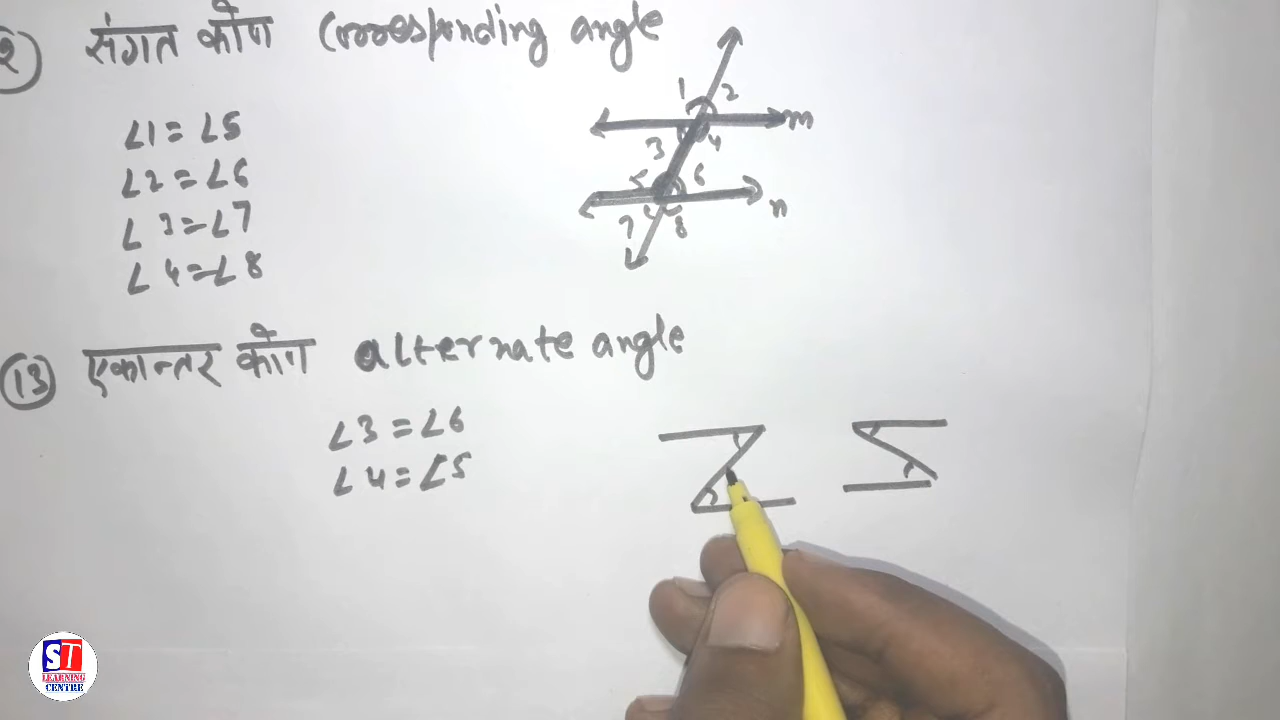 2) संगत कोण Corresponding angle
∠1 = ∠5
∠2 = ∠6
∠3 = ∠7
∠4 = ∠8
1 2
m
3 4
5 6
n
7 8
13 एकान्तर कोण alternate angle
∠3 = ∠6
∠4 = ∠5
ST
LEARNING
CENTRE